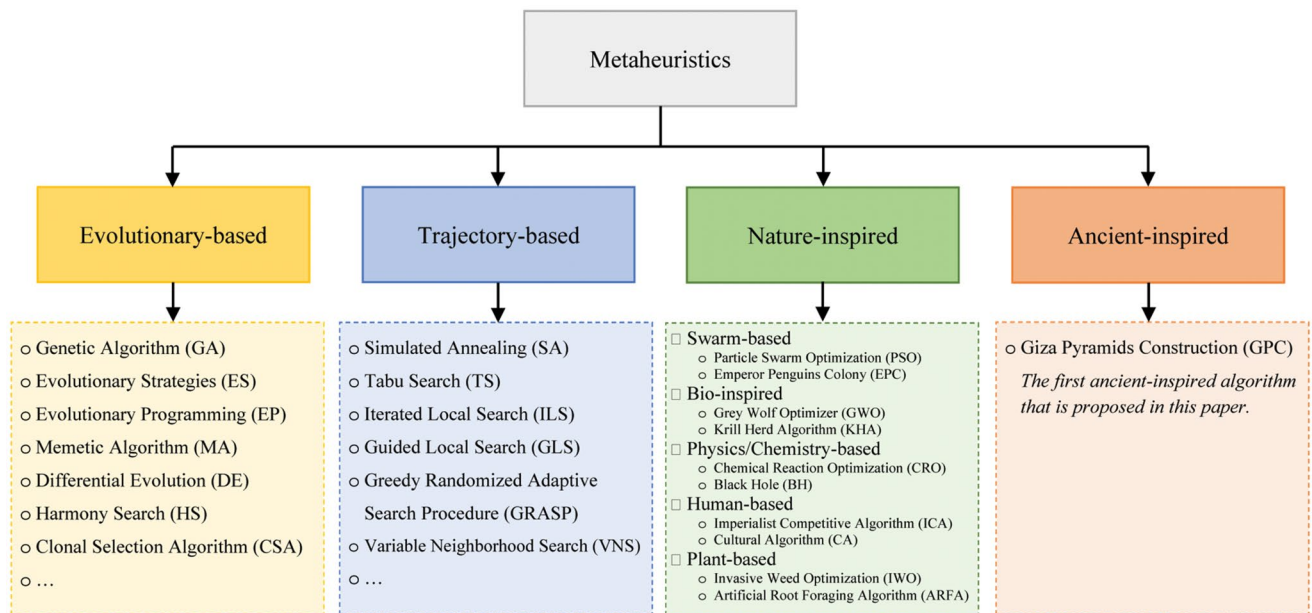 Metaheuristics
Evolutionary-based
Trajectory-based
Nature-inspired
Ancient-inspired
Genetic Algorithm (GA)
Evolutionary Strategies (ES)
Evolutionary Programming (EP)
Memetic Algorithm (MA)
Differential Evolution (DE)
Harmony Search (HS)
Clonal Selection Algorithm (CSA)
…
Simulated Annealing (SA)
Tabu Search (TS)
Iterated Local Search (ILS)
Guided Local Search (GLS)
Greedy Randomized Adaptive
Search Procedure (GRASP)
Variable Neighborhood Search (VNS)
…
Swarm-based
Particle Swarm Optimization (PSO)
Emperor Penguins Colony (EPC)
Bio-inspired
Grey Wolf Optimizer (GWO)
Krill Herd Algorithm (KHA)
Physics/Chemistry-based
Chemical Reaction Optimization (CRO)
Black Hole (BH)
Human-based
Imperialist Competitive Algorithm (ICA)
Cultural Algorithm (CA)
Plant-based
Invasive Weed Optimization (IWO)
Artificial Root Foraging Algorithm (ARFA)
Giza Pyramids Construction (GPC)
The first ancient-inspired algorithm
that is proposed in this paper.